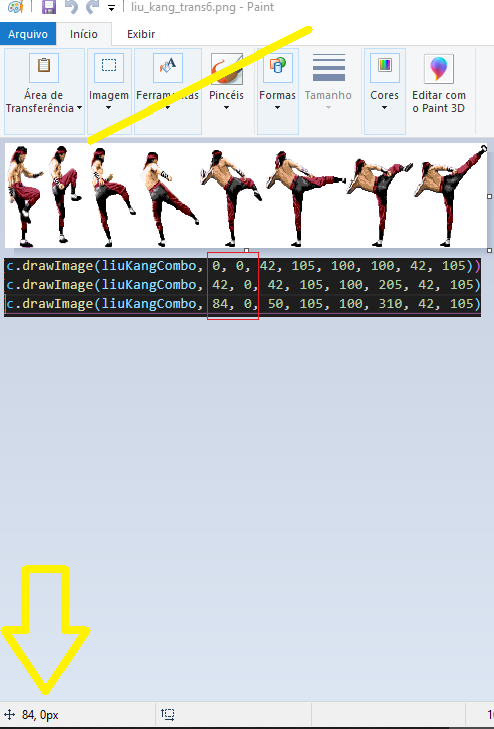 liu_kang_trans6.png - Paint
Arquivo Início Exibir
Área de
Transferência
Imagem
Ferramentas
Pincéis
Formas
Tamanho
Cores
Editar com
o Paint 3D
c.drawImage(liuKangCombo, 0, 0, 42, 105, 100, 100, 42, 105))
c.drawImage(liuKangCombo, 42, 0, 42, 105, 100, 205, 42, 105)
c.drawImage(liuKangCombo, 84, 0, 50, 105, 100, 310, 42, 105)
84, 0px